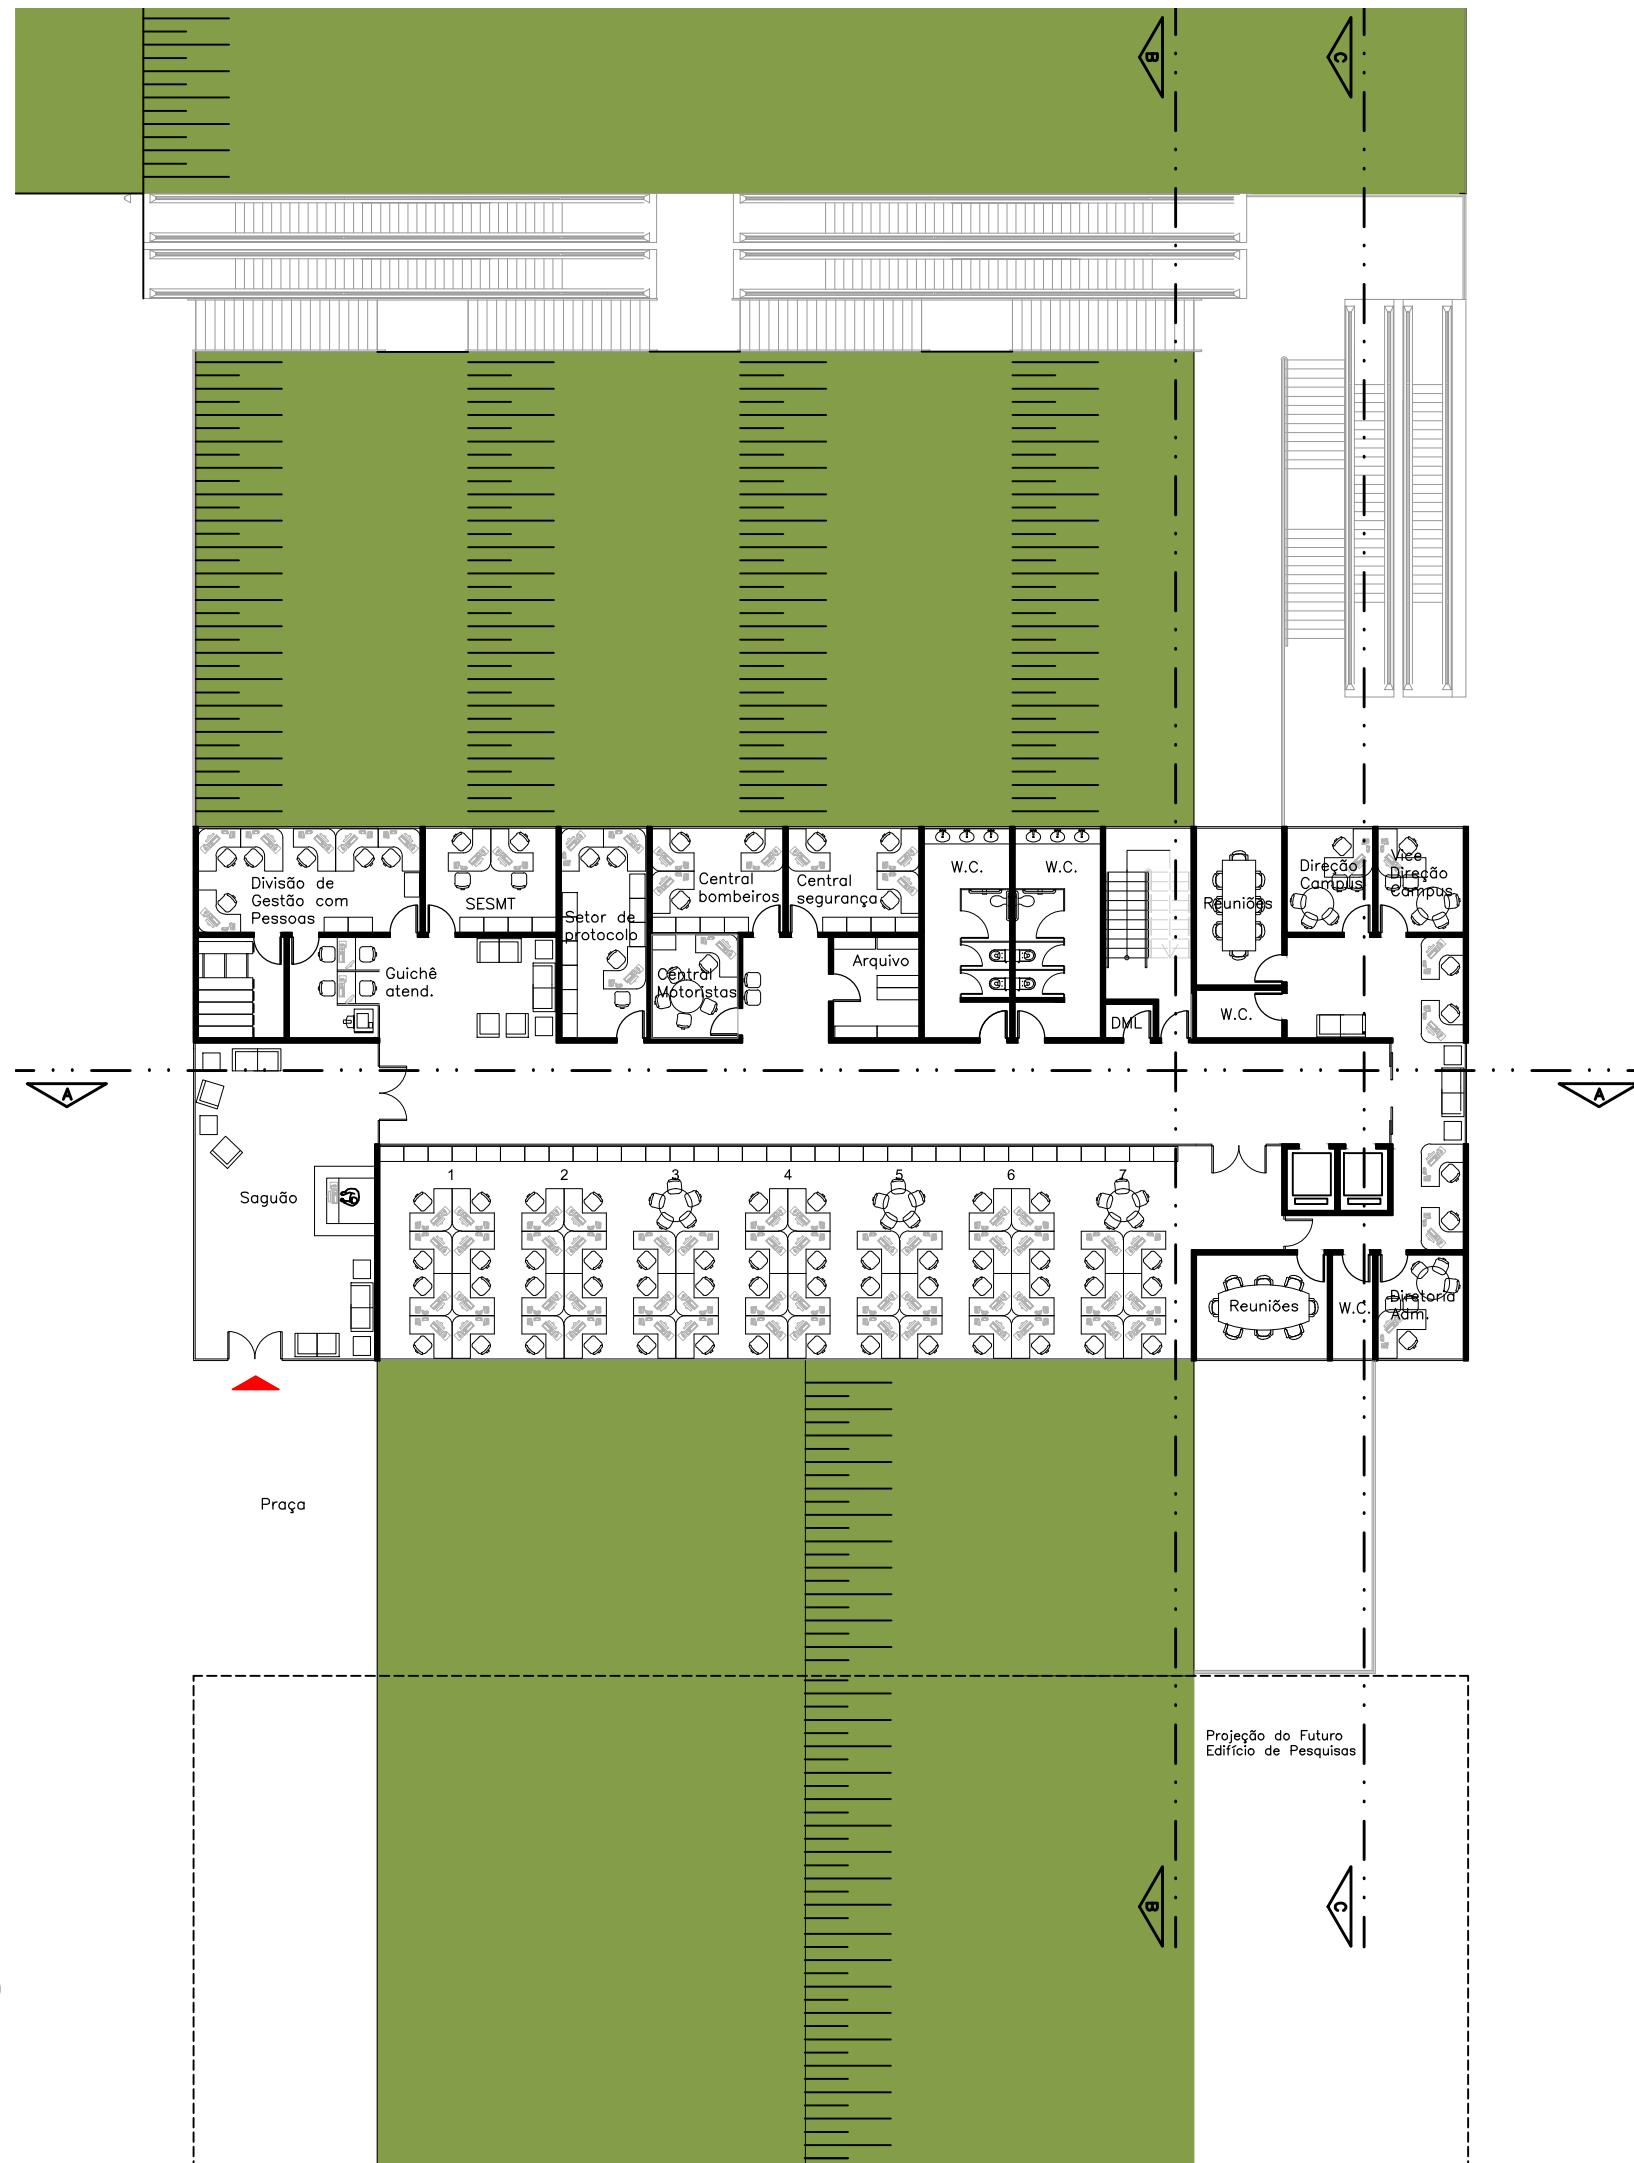 B
C
Divisão de
Gestão com
Pessoas
SESMT
Setor de
protocolo
Central
bombeiros
Central
segurança
W.C.
W.C.
Reuniões
Direção
Campus
Vice
Direção
Campus
Guichê
atend.
Central
Motoristas
Arquivo
DML
W.C.
A
A
Saguão
1
2
3
4
5
6
7
Reuniões
W.C.
Diretoria
Adm.
Praça
Projeção do Futuro
Edifício de Pesquisas
B
C